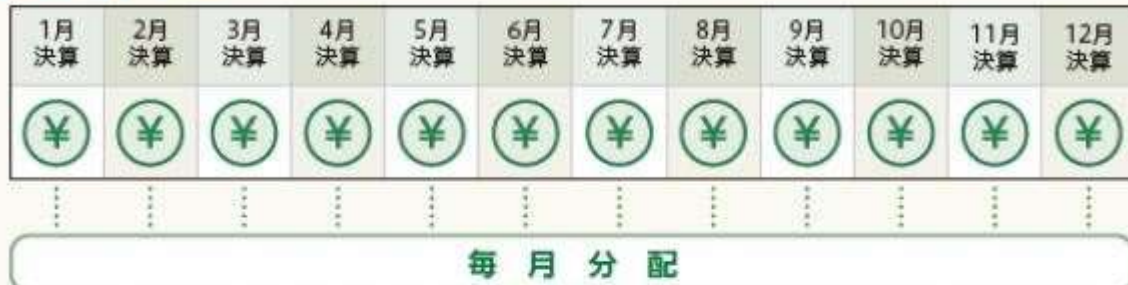 1月
決算
2月
決算
3月
決算
4月
決算
5月
決算
6月
決算
7月
決算
8月
決算
9月
決算
10月
決算
11月
決算
12月
決算
¥ ¥ ¥ ¥ ¥ ¥ ¥ ¥ ¥ ¥ ¥ ¥
毎月分配